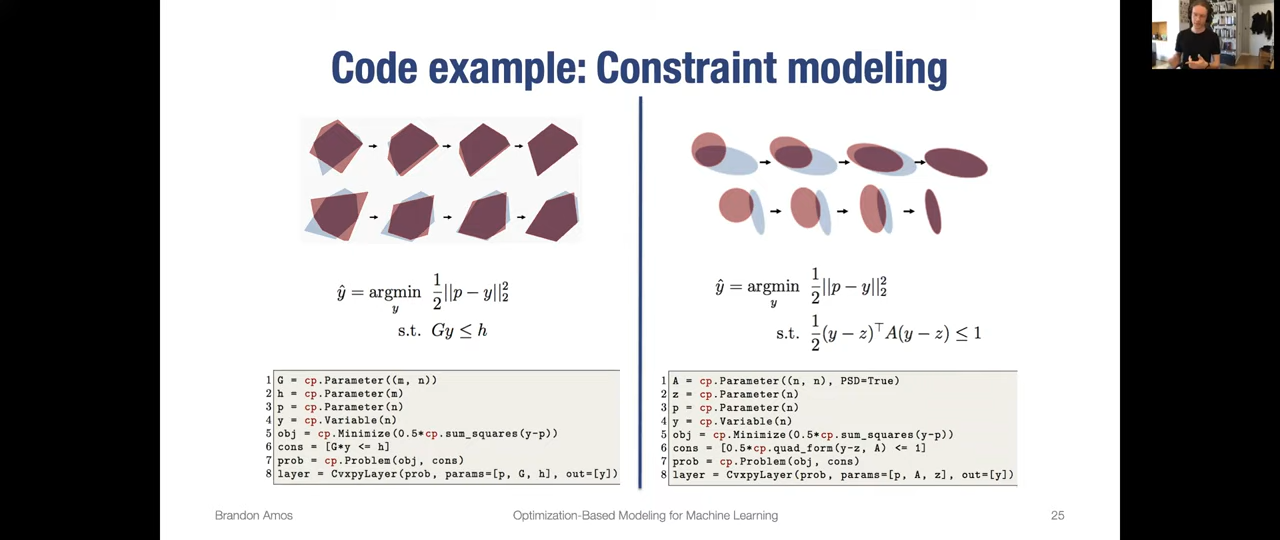 Code example: Constraint modeling
ŷ = argmin 1/2 ||p − y||₂²
y
s.t. Gy ≤ h
1 G = cp.Parameter((m, n))
2 h = cp.Parameter(m)
3 p = cp.Parameter(n)
4 y = cp.Variable(n)
5 obj = cp.Minimize(0.5*cp.sum_squares(y-p))
6 cons = [G*y <= h]
7 prob = cp.Problem(obj, cons)
8 layer = CvxpyLayer(prob, params=[p, G, h], out=[y])
ŷ = argmin 1/2 ||p − y||₂²
y
s.t. 1/2 (y − z)⊤A(y − z) ≤ 1
1 A = cp.Parameter((n, n), PSD=True)
2 z = cp.Parameter(n)
3 p = cp.Parameter(n)
4 y = cp.Variable(n)
5 obj = cp.Minimize(0.5*cp.sum_squares(y-p))
6 cons = [0.5*cp.quad_form(y-z, A) <= 1]
7 prob = cp.Problem(obj, cons)
8 layer = CvxpyLayer(prob, params=[p, A, z], out=[y])
Brandon Amos
Optimization-Based Modeling for Machine Learning
25